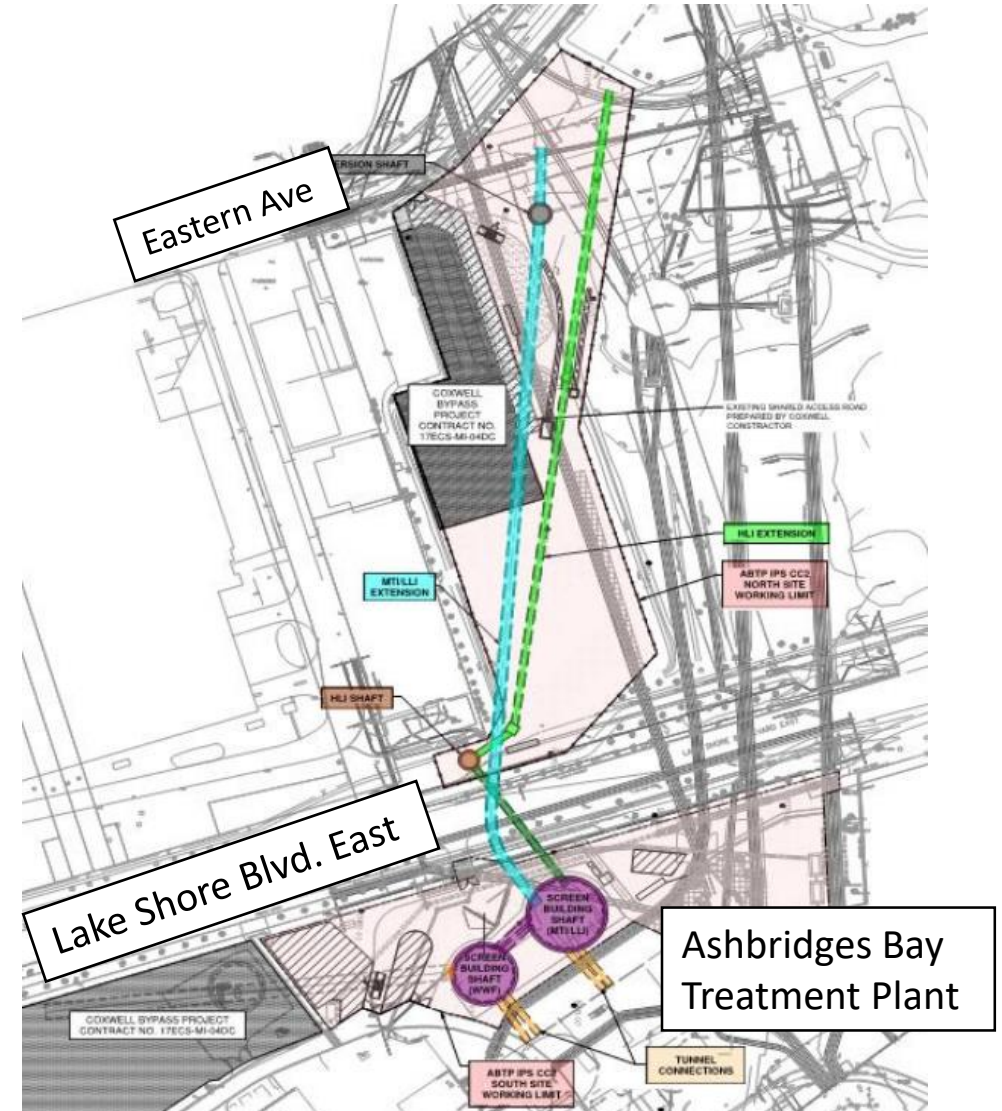 ERSION SHAFT
Eastern Ave
COXWELL
BYPASS
PROJECT
CONTRACT NO.
17ECS-MI-04DC
EXISTING SHARED ACCESS ROAD
PREPARED BY COXWELL
CONSTRACTOR
HLI EXTENSION
ABTP IPS CC2
NORTH SITE
WORKING LIMIT
MTI/LLI
EXTENSION
HLI SHAFT
Lake Shore Blvd. East
SCREEN
BUILDING
SHAFT
(MTI/LLI)
SCREEN
BUILDING
SHAFT
(WWF)
Ashbridges Bay
Treatment Plant
COXWELL BYPASS PROJECT
CONTRACT NO. 17ECS-MI-04DC
ABTP IPS CC2
SOUTH SITE
WORKING LIMIT
TUNNEL
CONNECTIONS